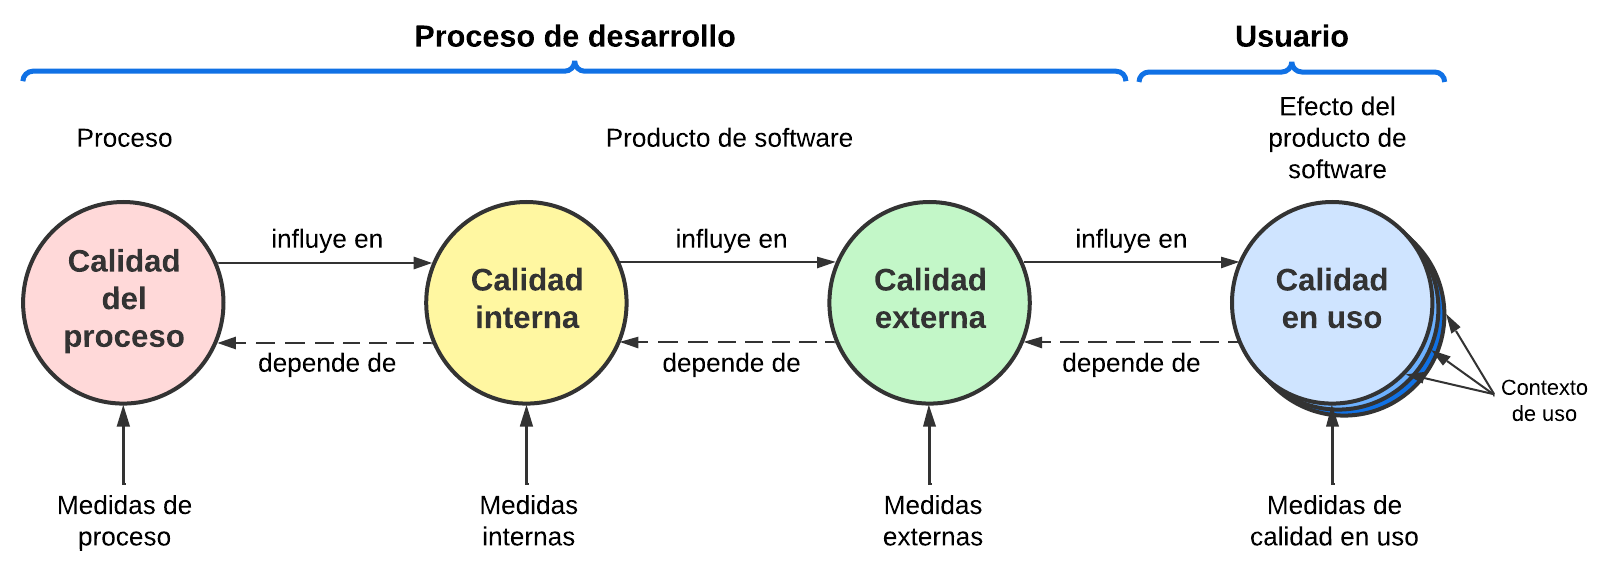 Proceso de desarrollo
Usuario
Proceso
Producto de software
Efecto del
producto de
software
Calidad
del
proceso
influye en
depende de
Calidad
interna
influye en
depende de
Calidad
externa
influye en
depende de
Calidad
en uso
Contexto
de uso
Medidas de
proceso
Medidas
internas
Medidas
externas
Medidas de
calidad en uso